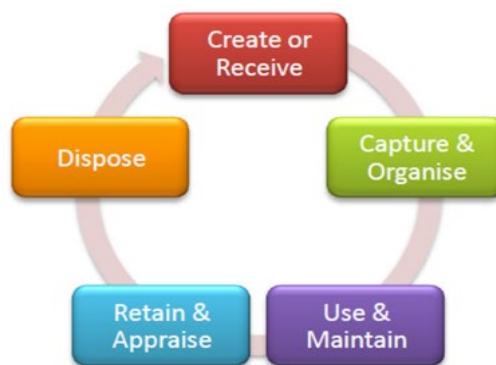 Create or
Receive
Capture &
Organise
Use &
Maintain
Retain &
Appraise
Dispose